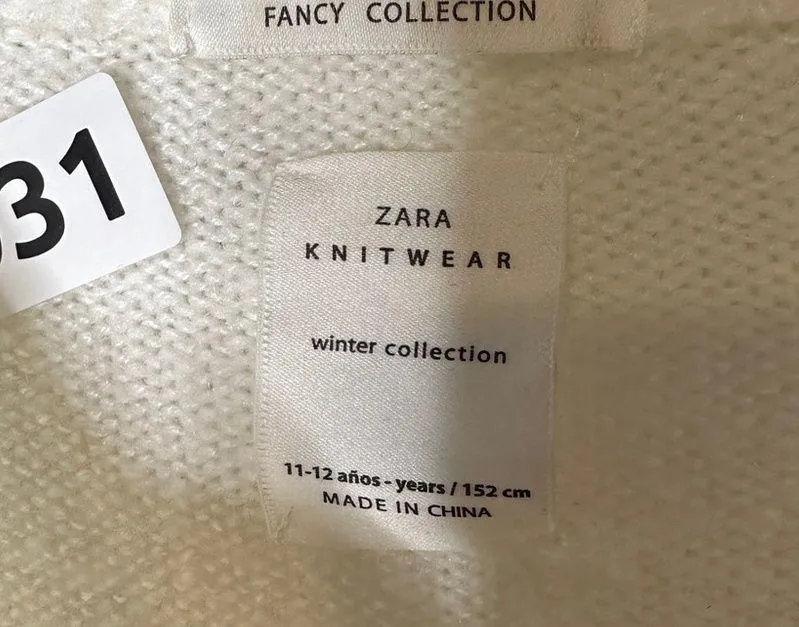 FANCY COLLECTION
31
ZARA
KNITWEAR
winter collection
11-12 años - years / 152 cm
MADE IN CHINA